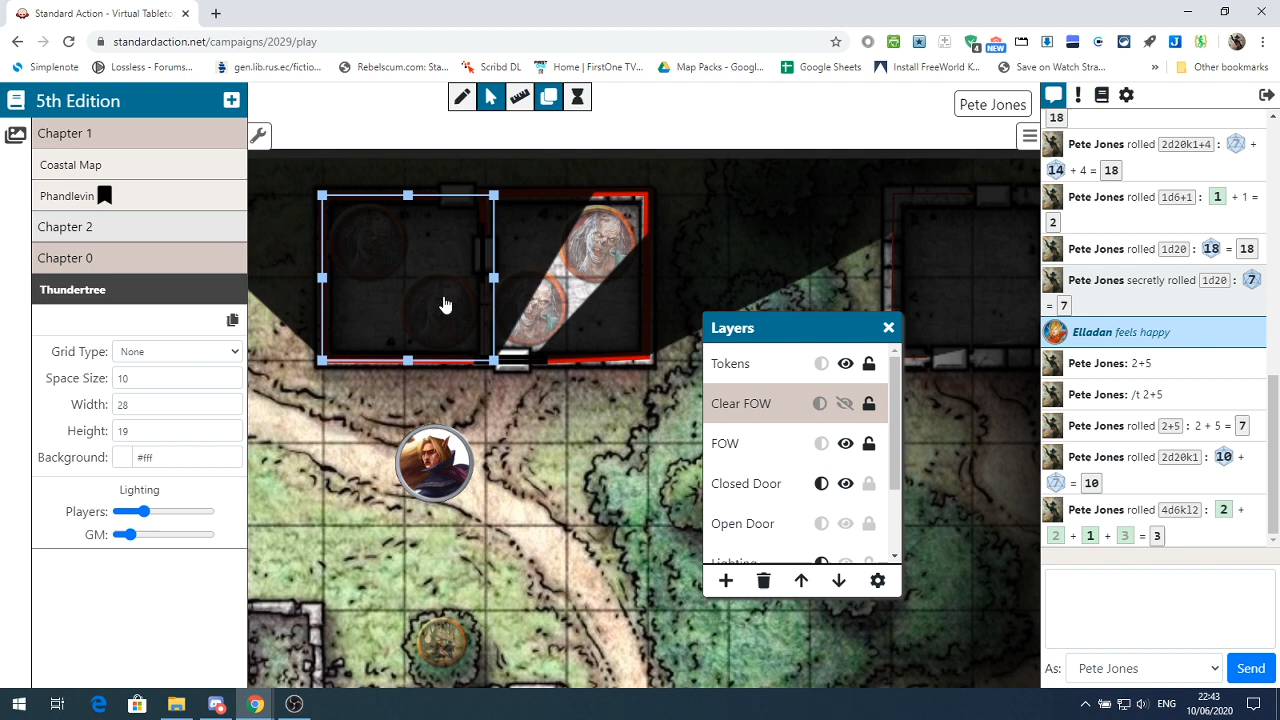 Standard Action - Virtual Tableto
standardaction.net/campaigns/2029/play
4
NEW
Simplenote
Lossless - Forums...
gen.lib.rus.ec/fictio...
Rebelscum.com: Sta...
Scribd DL
Home | FirstOne TV...
Map Packs - Googl...
Google Sheets
Install FreeWorld K...
Save on Watch Stra...
»
Other bookmarks
5th Edition
Chapter 1
Coastal Map
Phandlevin
Chapter 2
Chapter 0
Thundertree
Grid Type: None
Space Size: 10
Width: 28
Height: 19
Background: #fff
Lighting
Players:
GM:
Pete Jones
Layers
Tokens
Clear FOW
FOW
Closed Door
Open Door
Lighting
18
Pete Jones rolled 2d20k1+4 : 7 +
14 + 4 = 18
Pete Jones rolled 1d6+1 : 1 + 1 =
2
Pete Jones rolled 1d20 : 18 = 18
Pete Jones secretly rolled 1d20 : 7
= 7
Elladan feels happy
Pete Jones: 2+5
Pete Jones: /t 2+5
Pete Jones rolled 2+5 : 2 + 5 = 7
Pete Jones rolled 2d20k1 : 10 +
7 = 10
Pete Jones rolled 4d6k12 : 2 +
2 + 1 + 3 = 3
As: Pete Jones
Send
ENG
22:43
10/06/2020